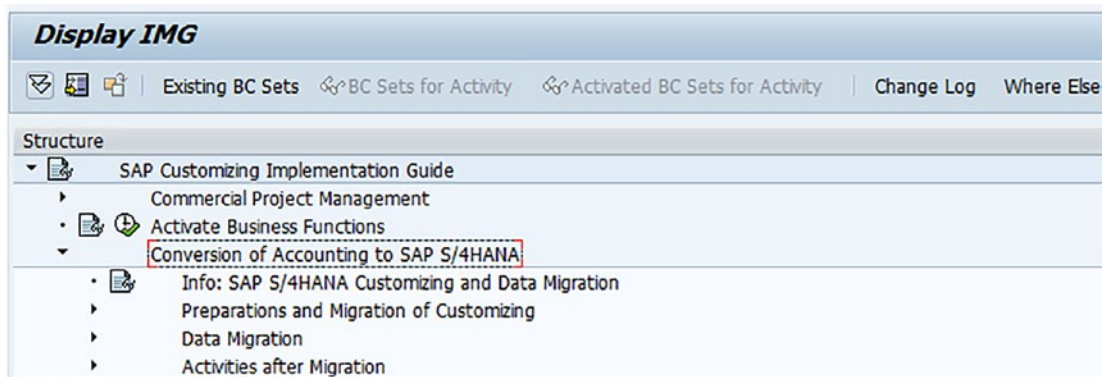 Display IMG
Existing BC Sets BC Sets for Activity Activated BC Sets for Activity Change Log Where Else
Structure
SAP Customizing Implementation Guide
Commercial Project Management
Activate Business Functions
Conversion of Accounting to SAP S/4HANA
Info: SAP S/4HANA Customizing and Data Migration
Preparations and Migration of Customizing
Data Migration
Activities after Migration